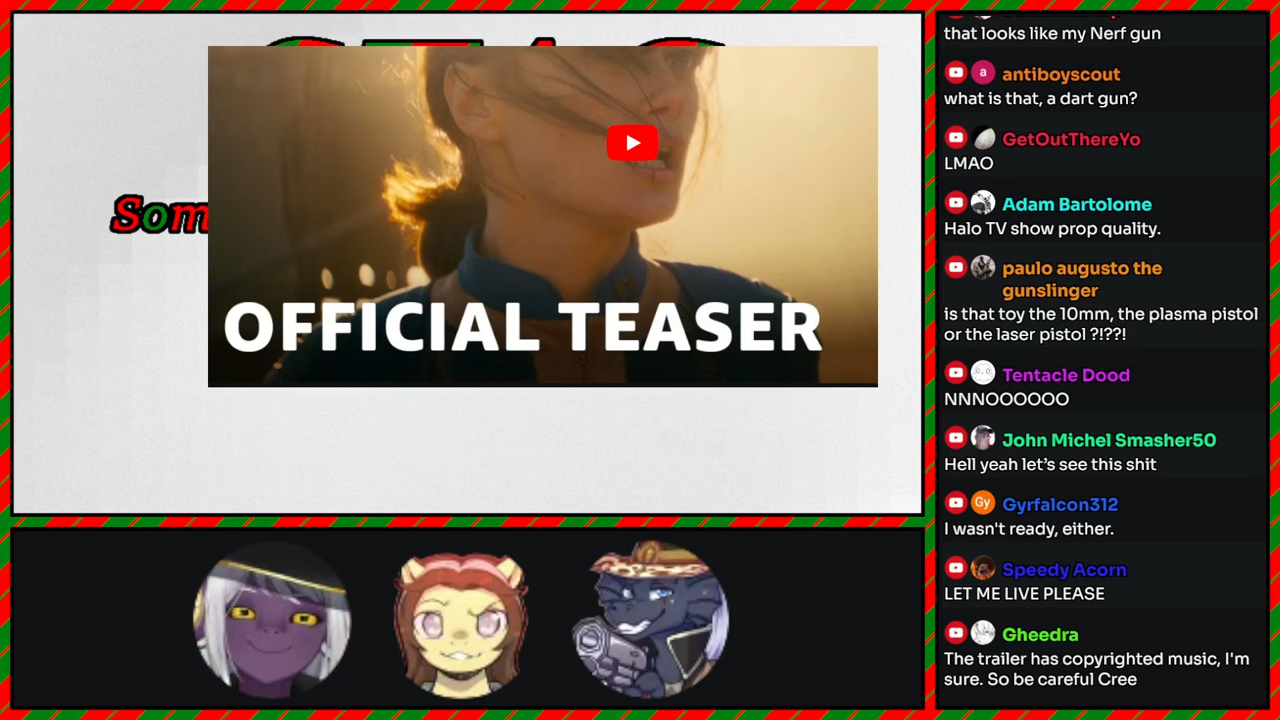 Som
OFFICIAL TEASER
that looks like my Nerf gun
a
antiboyscout
what is that, a dart gun?
GetOutThereYo
LMAO
Adam Bartolome
Halo TV show prop quality.
paulo augusto the
gunslinger
is that toy the 10mm, the plasma pistol
or the laser pistol ?!??!
Tentacle Dood
NNNOOOOOO
John Michel Smasher50
Hell yeah let’s see this shit
Gy
Gyrfalcon312
I wasn't ready, either.
Speedy Acorn
LET ME LIVE PLEASE
Gheedra
The trailer has copyrighted music, I'm
sure. So be careful Cree